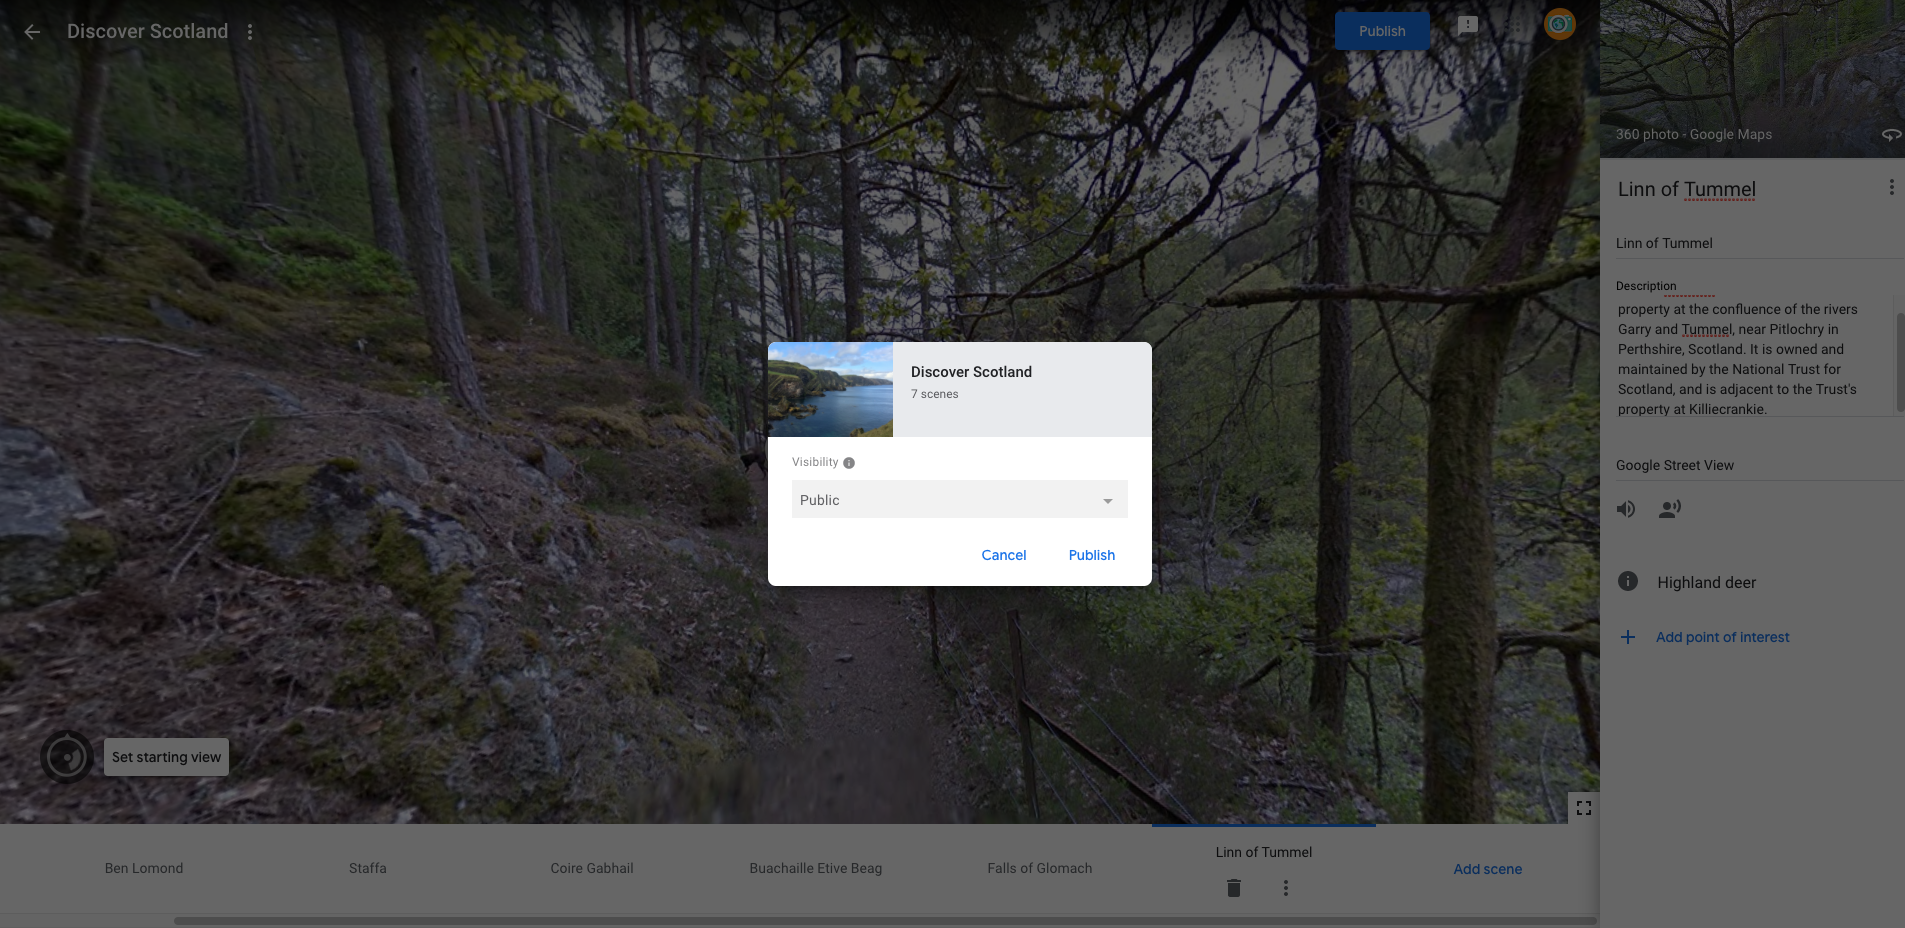 Discover Scotland
Publish
360 photo - Google Maps
Linn of Tummel
Linn of Tummel
Description
property at the confluence of the rivers
Garry and Tummel, near Pitlochry in
Perthshire, Scotland. It is owned and
maintained by the National Trust for
Scotland, and is adjacent to the Trust's
property at Killiecrankie.
Google Street View
Highland deer
Add point of interest
Discover Scotland
7 scenes
Visibility
Public
Cancel
Publish
Set starting view
Ben Lomond
Staffa
Coire Gabhail
Buachaille Etive Beag
Falls of Glomach
Linn of Tummel
Add scene